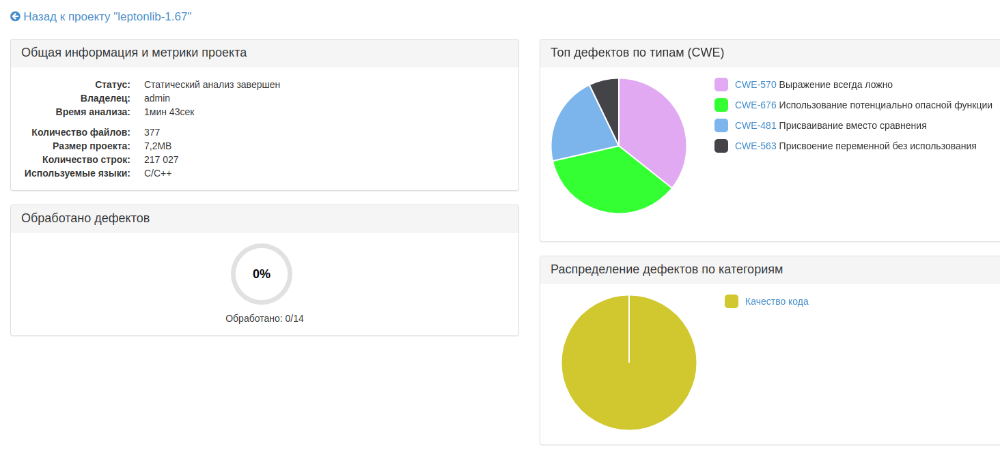 Назад к проекту "leptonlib-1.67"
Общая информация и метрики проекта
Статус: Статический анализ завершен
Владелец: admin
Время анализа: 1мин 43сек
Количество файлов: 377
Размер проекта: 7,2MB
Количество строк: 217 027
Используемые языки: C/C++
Обработано дефектов
0%
Обработано: 0/14
Топ дефектов по типам (CWE)
CWE-570 Выражение всегда ложно
CWE-676 Использование потенциально опасной функции
CWE-481 Присваивание вместо сравнения
CWE-563 Присвоение переменной без использования
Распределение дефектов по категориям
Качество кода